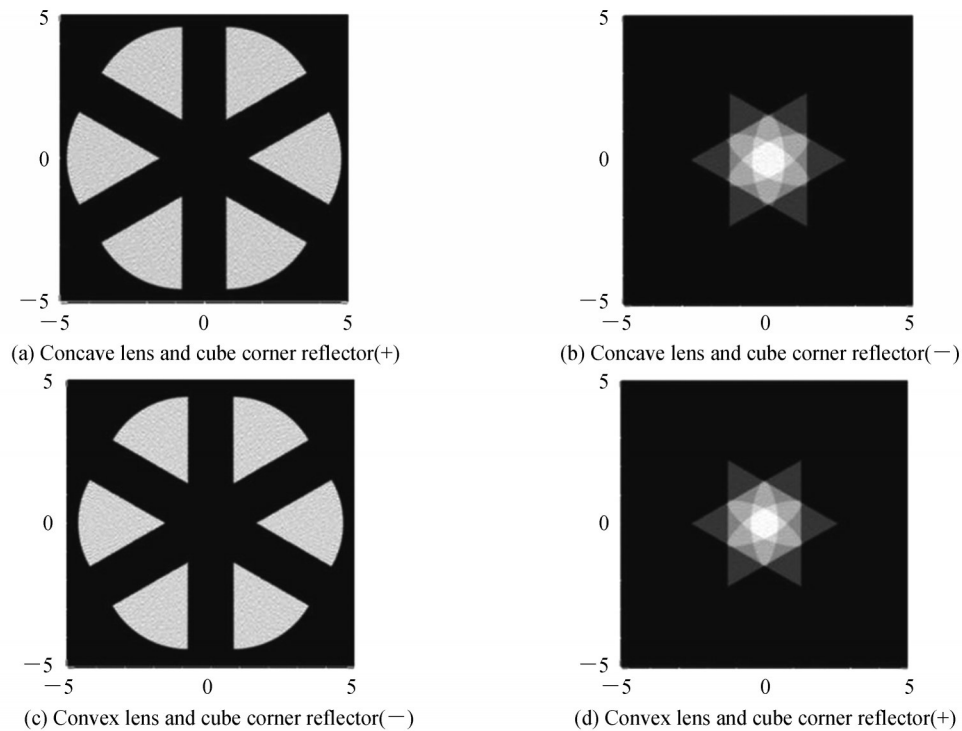 5 5
0 0
−5 −5
−5 0 5 −5 0 5
(a) Concave lens and cube corner reflector(+) (b) Concave lens and cube corner reflector(−)
5 5
0 0
−5 −5
−5 0 5 −5 0 5
(c) Convex lens and cube corner reflector(−) (d) Convex lens and cube corner reflector(+)